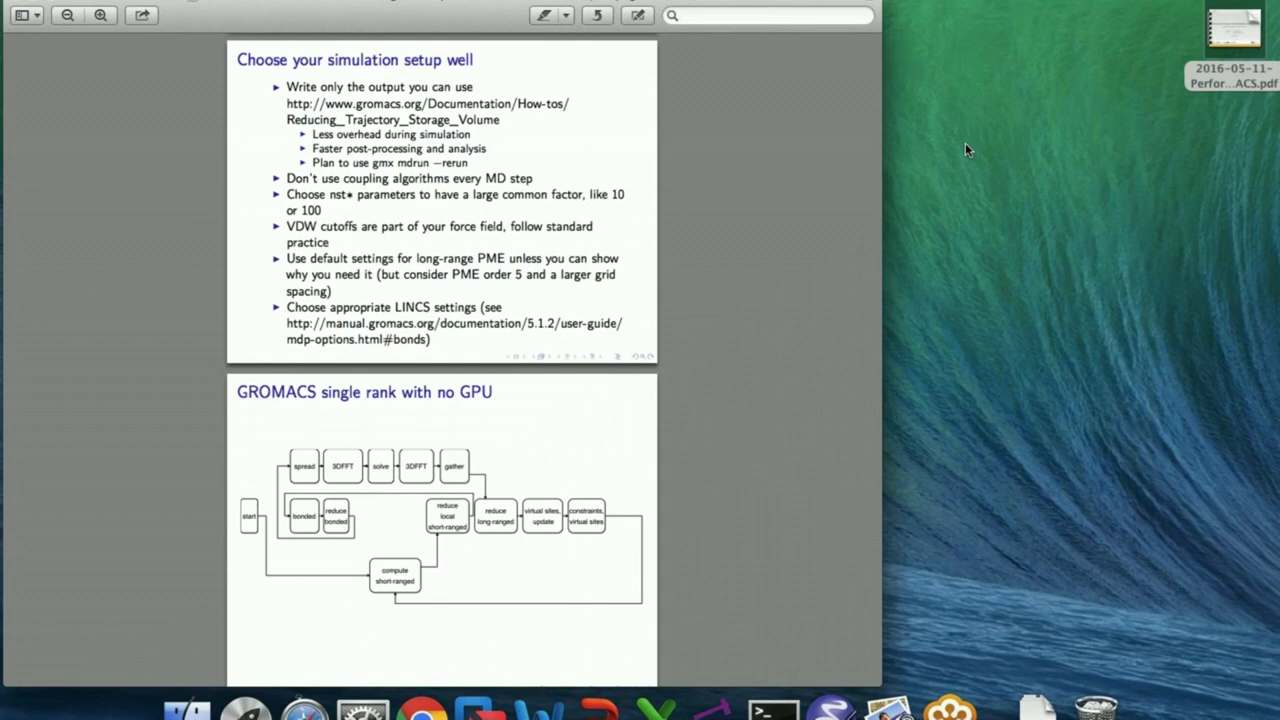 2016-05-11-
Perfor...ACS.pdf
Choose your simulation setup well
▶ Write only the output you can use
http://www.gromacs.org/Documentation/How-tos/
Reducing_Trajectory_Storage_Volume
▶ Less overhead during simulation
▶ Faster post-processing and analysis
▶ Plan to use gmx mdrun –rerun
▶ Don't use coupling algorithms every MD step
▶ Choose nst* parameters to have a large common factor, like 10
or 100
▶ VDW cutoffs are part of your force field, follow standard
practice
▶ Use default settings for long-range PME unless you can show
why you need it (but consider PME order 5 and a larger grid
spacing)
▶ Choose appropriate LINCS settings (see
http://manual.gromacs.org/documentation/5.1.2/user-guide/
mdp-options.html#bonds)
GROMACS single rank with no GPU
spread
3DFFT
solve
3DFFT
gather
start
bonded
reduce
bonded
reduce
local
short-ranged
reduce
long-ranged
virtual sites,
update
constraints,
virtual sites
compute
short-ranged